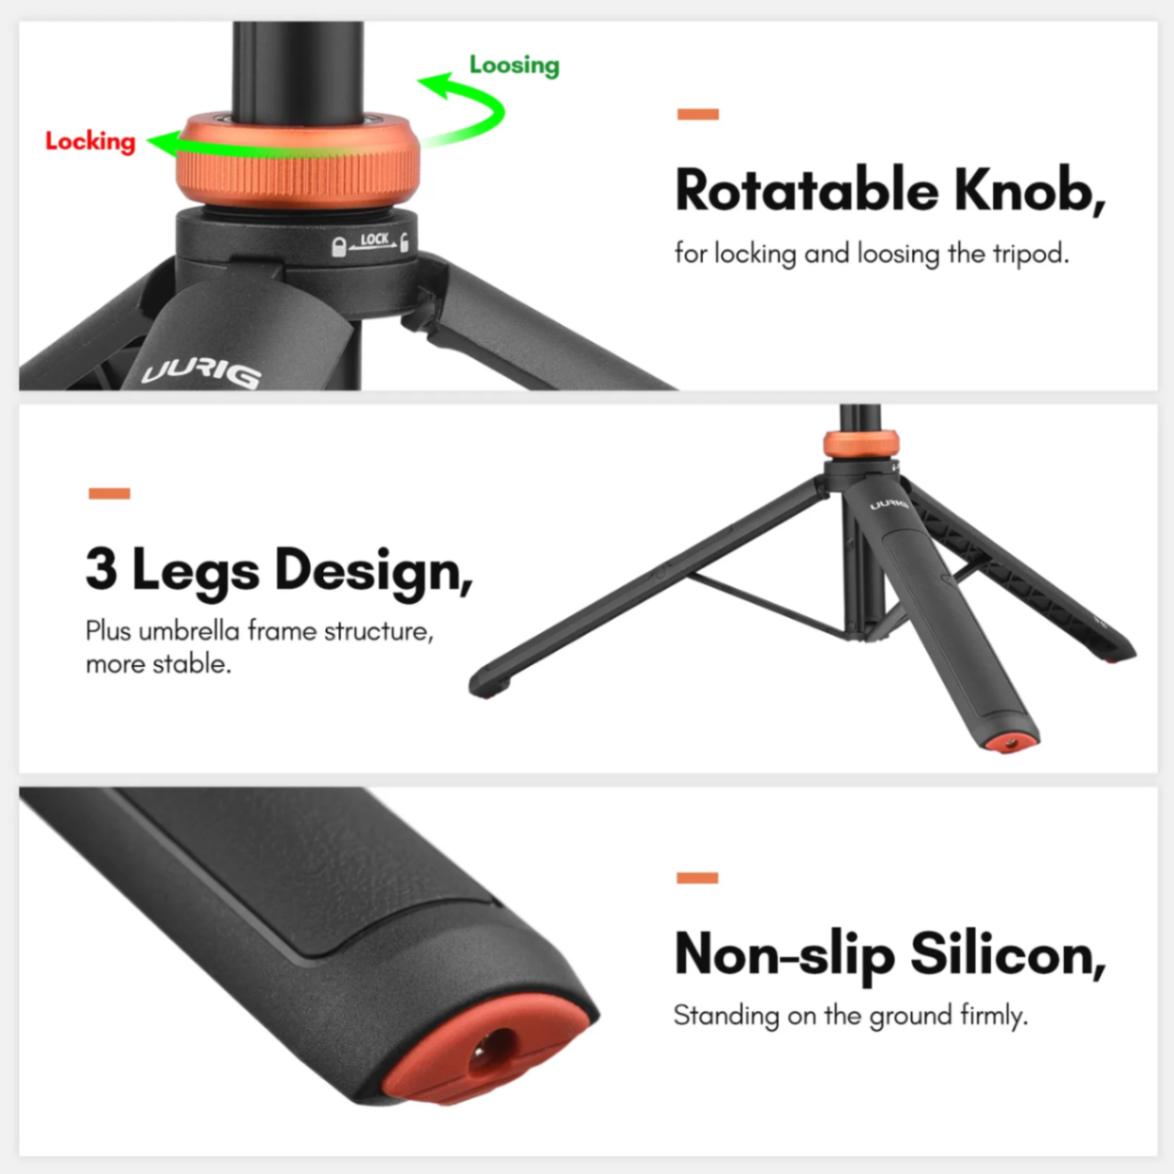 Loosing
Locking
LOCK
UURIG
Rotatable Knob,
for locking and loosing the tripod.
3 Legs Design,
Plus umbrella frame structure,
more stable.
UURIG
Non-slip Silicon,
Standing on the ground firmly.